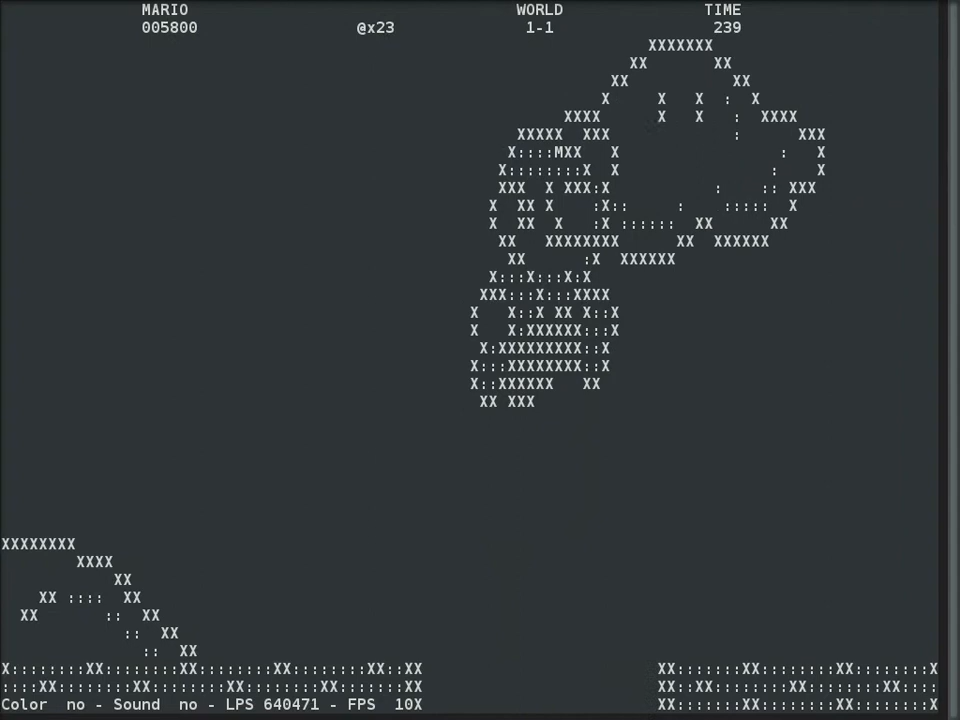 MARIO WORLD TIME
005800 @x23 1-1 239
Color no - Sound no - LPS 640471 - FPS 10X